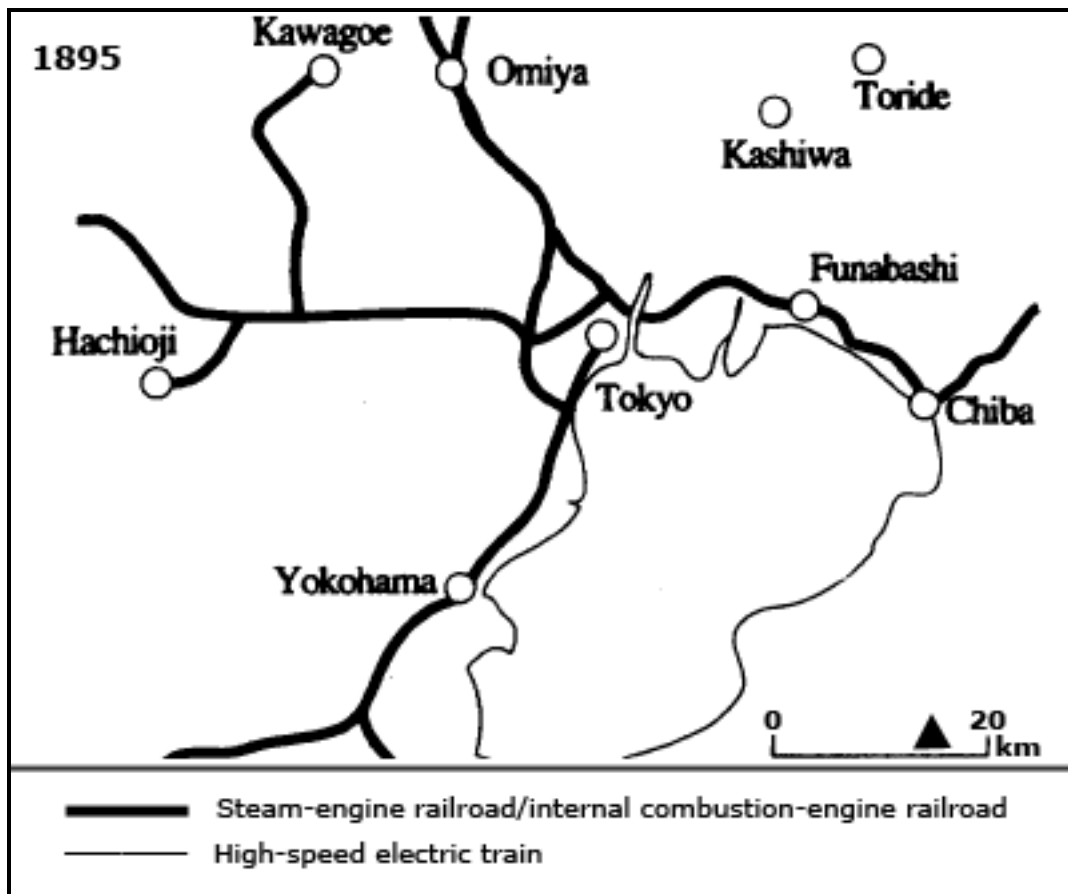 1895
Kawagoe
Omiya
Toride
Kashiwa
Funabashi
Hachioji
Tokyo
Chiba
Yokohama
0 20
km
Steam-engine railroad/internal combustion-engine railroad
High-speed electric train